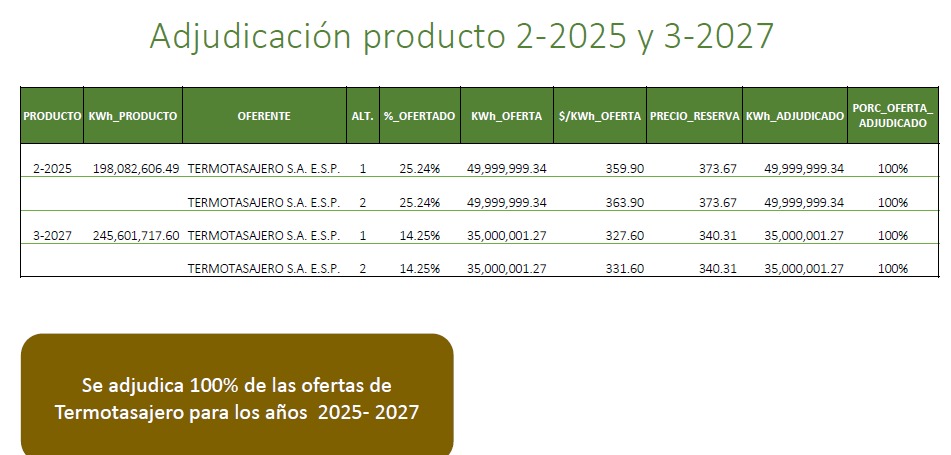 Adjudicación producto 2-2025 y 3-2027
PRODUCTO KWh_PRODUCTO OFERENTE ALT. %_OFERTADO KWh_OFERTA $/KWh_OFERTA PRECIO_RESERVA KWh_ADJUDICADO PORC_OFERTA_
ADJUDICADO
2-2025 198,082,606.49 TERMOTASAJERO S.A. E.S.P. 1 25.24% 49,999,999.34 359.90 373.67 49,999,999.34 100%
TERMOTASAJERO S.A. E.S.P. 2 25.24% 49,999,999.34 363.90 373.67 49,999,999.34 100%
3-2027 245,601,717.60 TERMOTASAJERO S.A. E.S.P. 1 14.25% 35,000,001.27 327.60 340.31 35,000,001.27 100%
TERMOTASAJERO S.A. E.S.P. 2 14.25% 35,000,001.27 331.60 340.31 35,000,001.27 100%
Se adjudica 100% de las ofertas de
Termotasajero para los años 2025- 2027